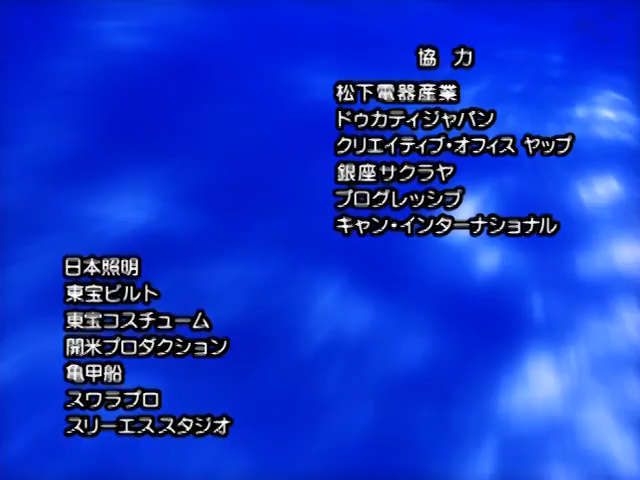 協 力
松下電器産業
ドゥカティジャパン
クリエイティブ・オフィス ヤップ
銀座サクラヤ
プログレッシブ
キャン・インターナショナル
日本照明
東宝ビルト
東宝コスチューム
開米プロダクション
亀甲船
スワラプロ
スリーエススタジオ